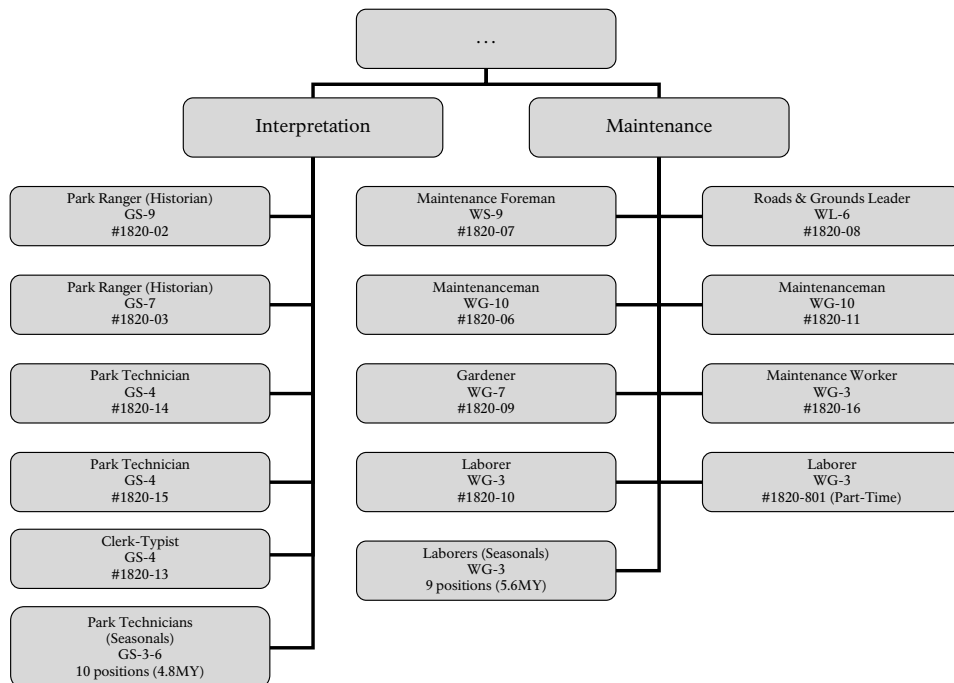 ...
Interpretation
Maintenance
Park Ranger (Historian)
GS-9
#1820-02
Park Ranger (Historian)
GS-7
#1820-03
Park Technician
GS-4
#1820-14
Park Technician
GS-4
#1820-15
Clerk-Typist
GS-4
#1820-13
Park Technicians
(Seasonals)
GS-3-6
10 positions (4.8MY)
Maintenance Foreman
WS-9
#1820-07
Maintenanceman
WG-10
#1820-06
Gardener
WG-7
#1820-09
Laborer
WG-3
#1820-10
Laborers (Seasonals)
WG-3
9 positions (5.6MY)
Roads & Grounds Leader
WL-6
#1820-08
Maintenanceman
WG-10
#1820-11
Maintenance Worker
WG-3
#1820-16
Laborer
WG-3
#1820-801 (Part-Time)